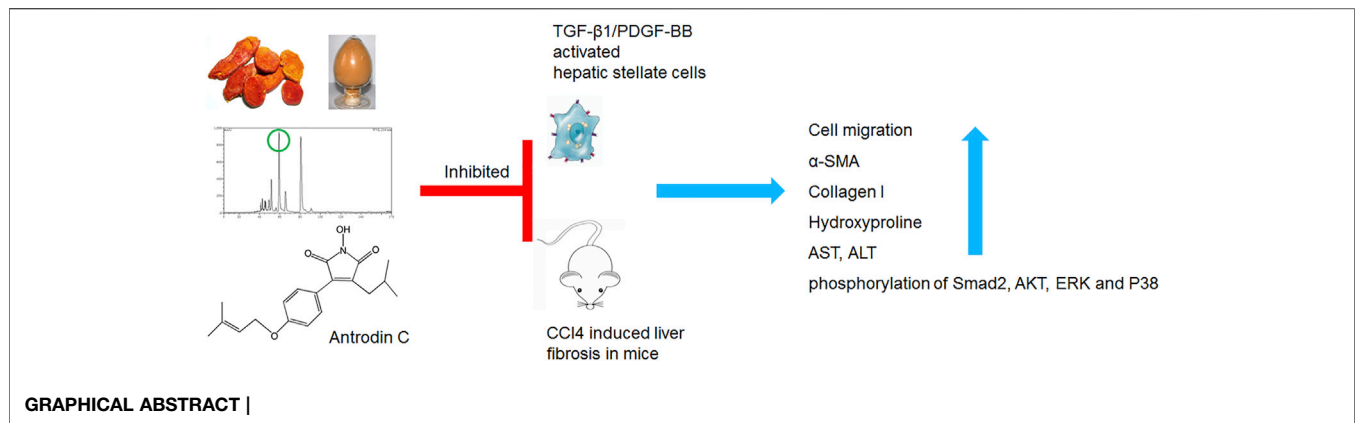 TGF-β1/PDGF-BB
activated
hepatic stellate cells
Inhibited
OH
N
O
O
O
Antrodin C
CCl4 induced liver
fibrosis in mice
Cell migration
α-SMA
Collagen I
Hydroxyproline
AST, ALT
phosphorylation of Smad2, AKT, ERK and P38
GRAPHICAL ABSTRACT |